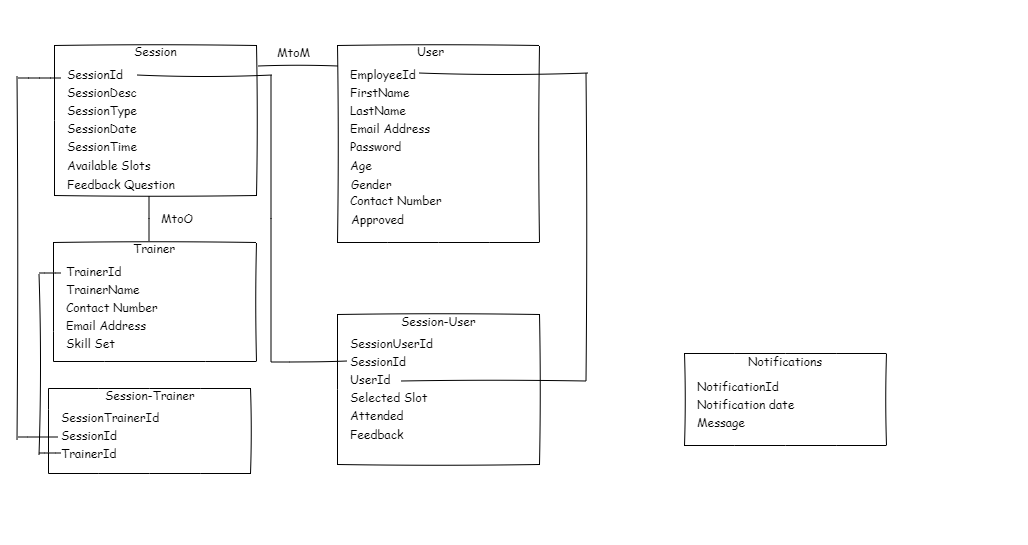 Session
SessionId
SessionDesc
SessionType
SessionDate
SessionTime
Available Slots
Feedback Question
MtoM
User
EmployeeId
FirstName
LastName
Email Address
Password
Age
Gender
Contact Number
Approved
MtoO
Trainer
TrainerId
TrainerName
Contact Number
Email Address
Skill Set
Session-Trainer
SessionTrainerId
SessionId
TrainerId
Session-User
SessionUserId
SessionId
UserId
Selected Slot
Attended
Feedback
Notifications
NotificationId
Notification date
Message